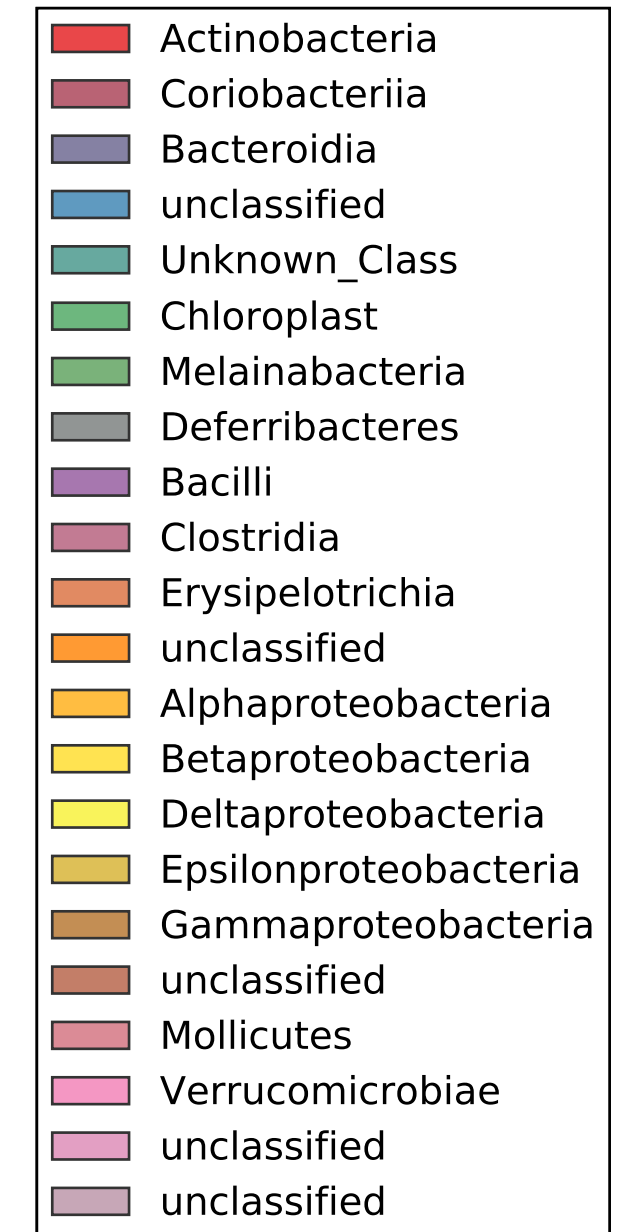 Actinobacteria
Coriobacteriia
Bacteroidia
unclassified
Unknown_Class
Chloroplast
Melainabacteria
Deferribacteres
Bacilli
Clostridia
Erysipelotrichia
unclassified
Alphaproteobacteria
Betaproteobacteria
Deltaproteobacteria
Epsilonproteobacteria
Gammaproteobacteria
unclassified
Mollicutes
Verrucomicrobiae
unclassified
unclassified